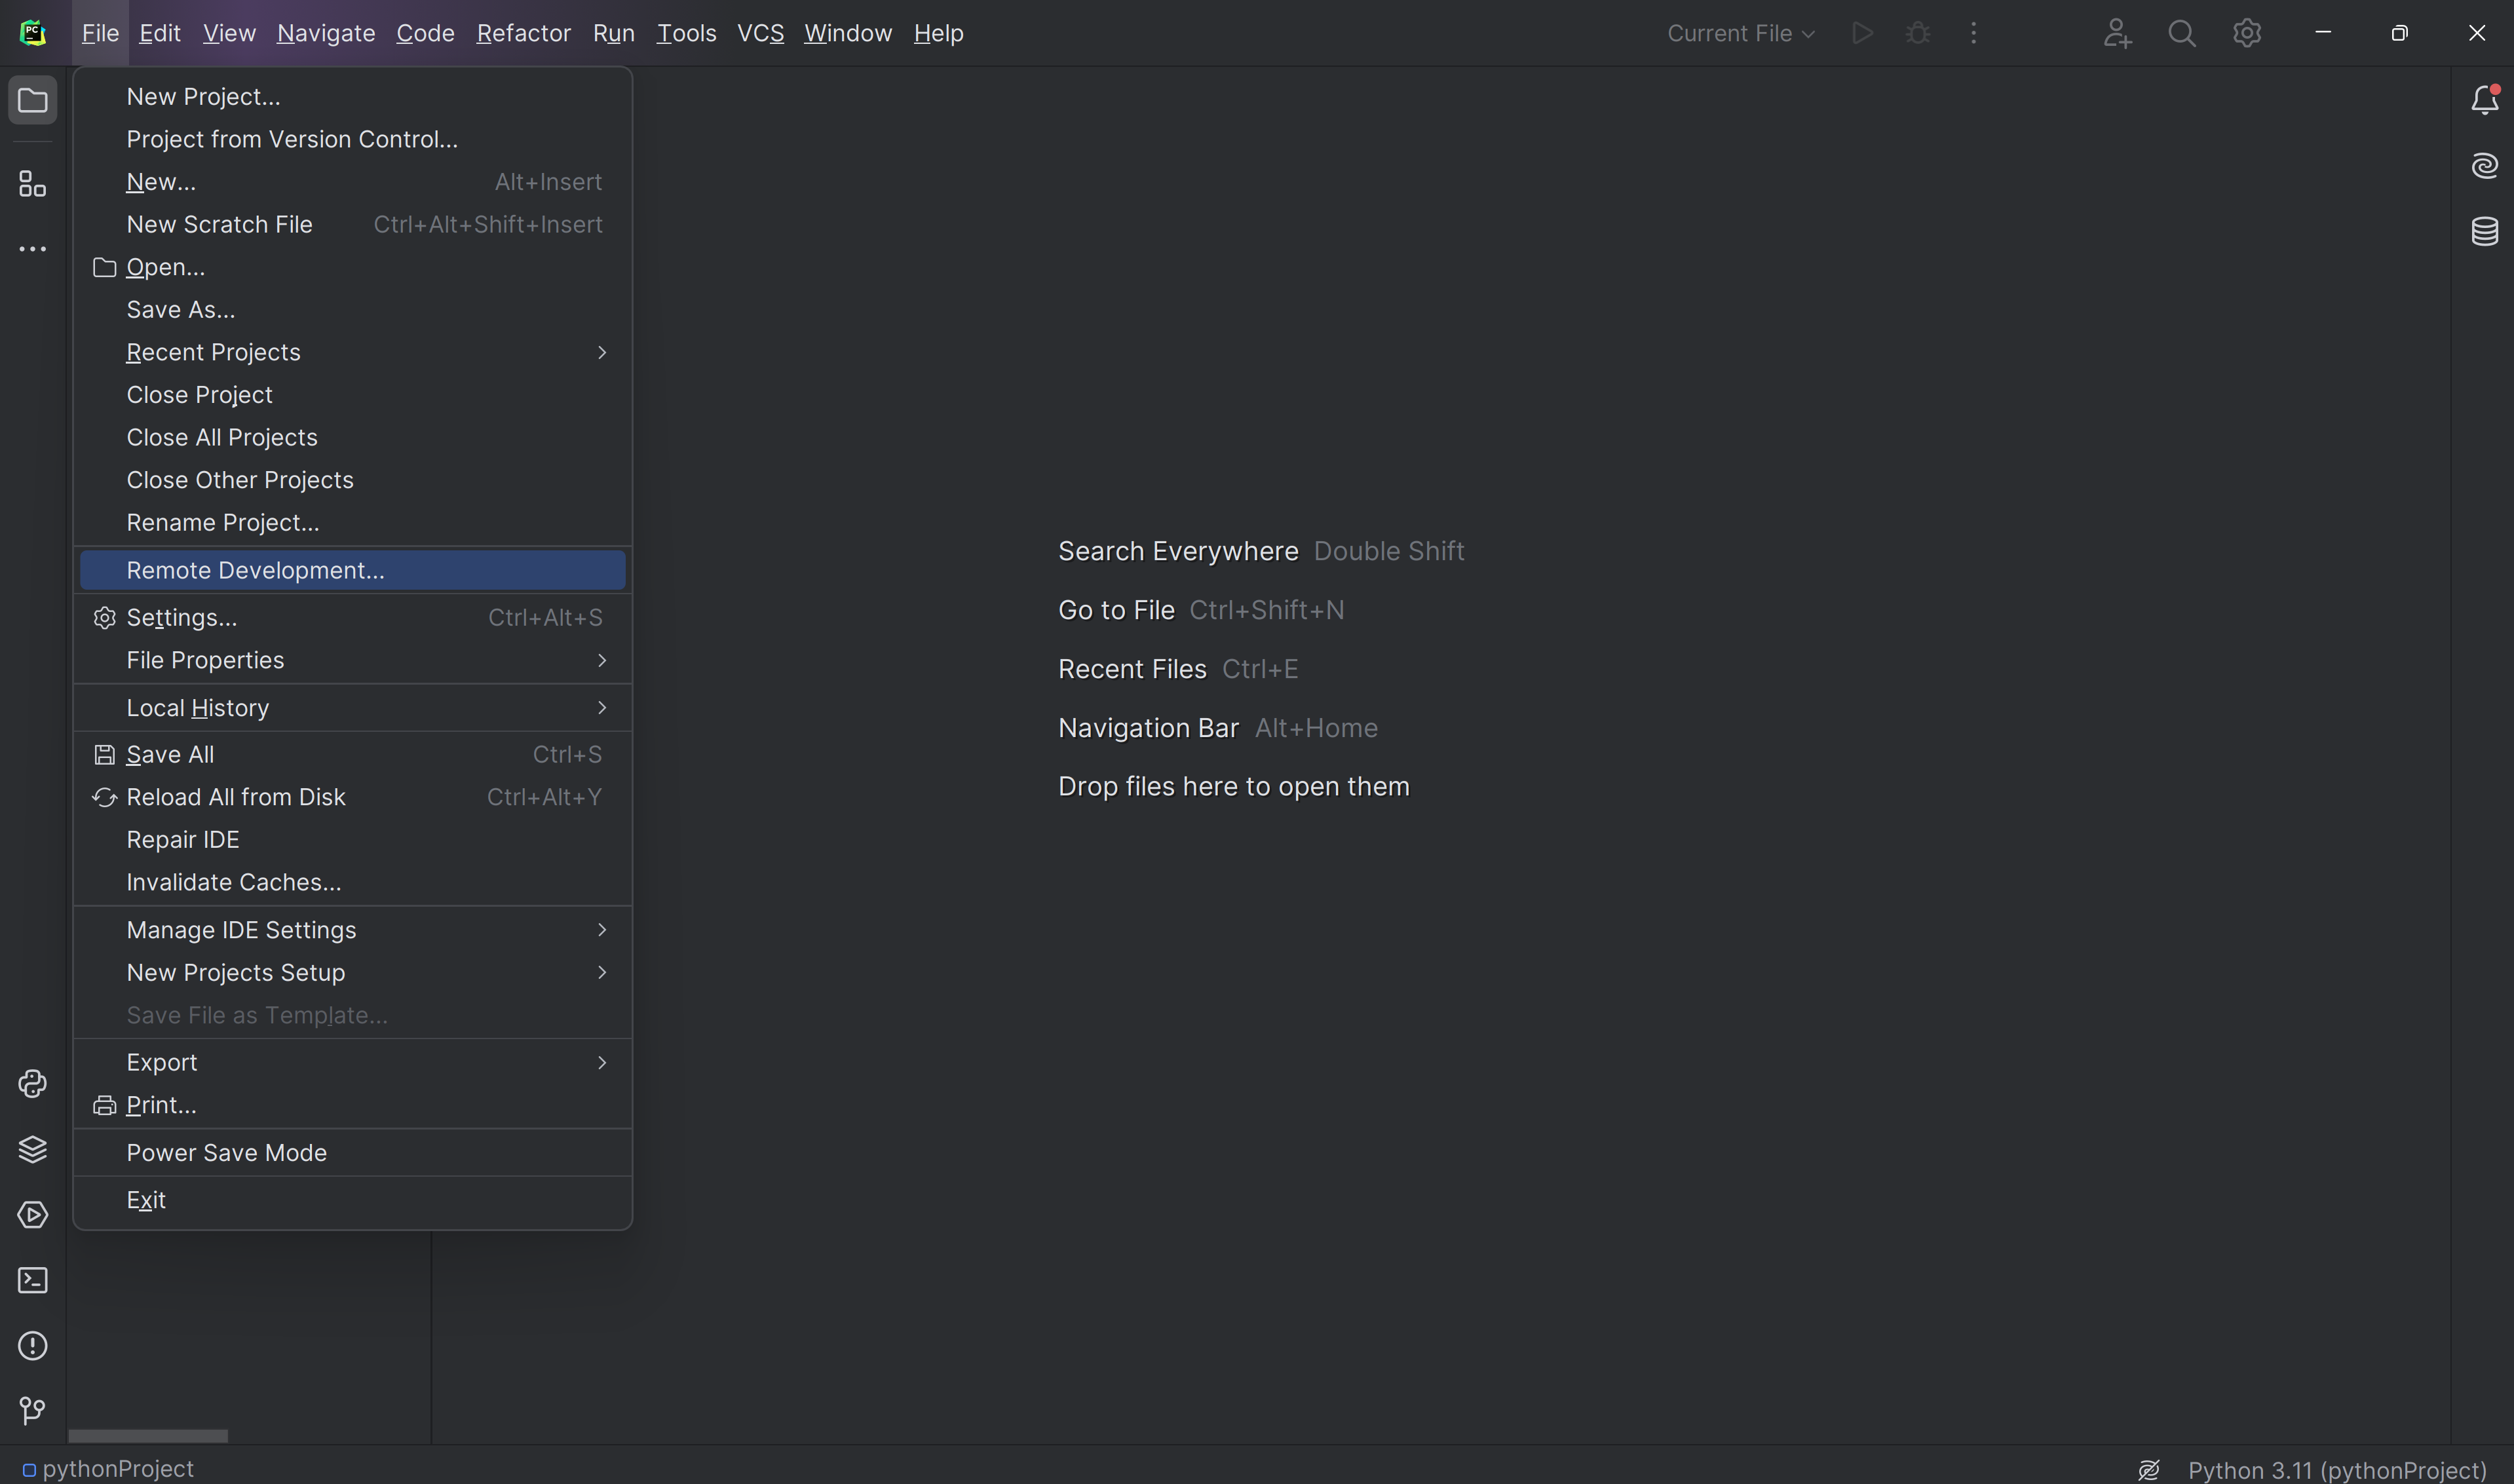 PC
File Edit View Navigate Code Refactor Run Tools VCS Window Help
Current File
New Project...
Project from Version Control...
New... Alt+Insert
New Scratch File Ctrl+Alt+Shift+Insert
Open...
Save As...
Recent Projects
Close Project
Close All Projects
Close Other Projects
Rename Project...
Remote Development...
Settings... Ctrl+Alt+S
File Properties
Local History
Save All Ctrl+S
Reload All from Disk Ctrl+Alt+Y
Repair IDE
Invalidate Caches...
Manage IDE Settings
New Projects Setup
Save File as Template...
Export
Print...
Power Save Mode
Exit
Search Everywhere Double Shift
Go to File Ctrl+Shift+N
Recent Files Ctrl+E
Navigation Bar Alt+Home
Drop files here to open them
pythonProject
Python 3.11 (pythonProject)